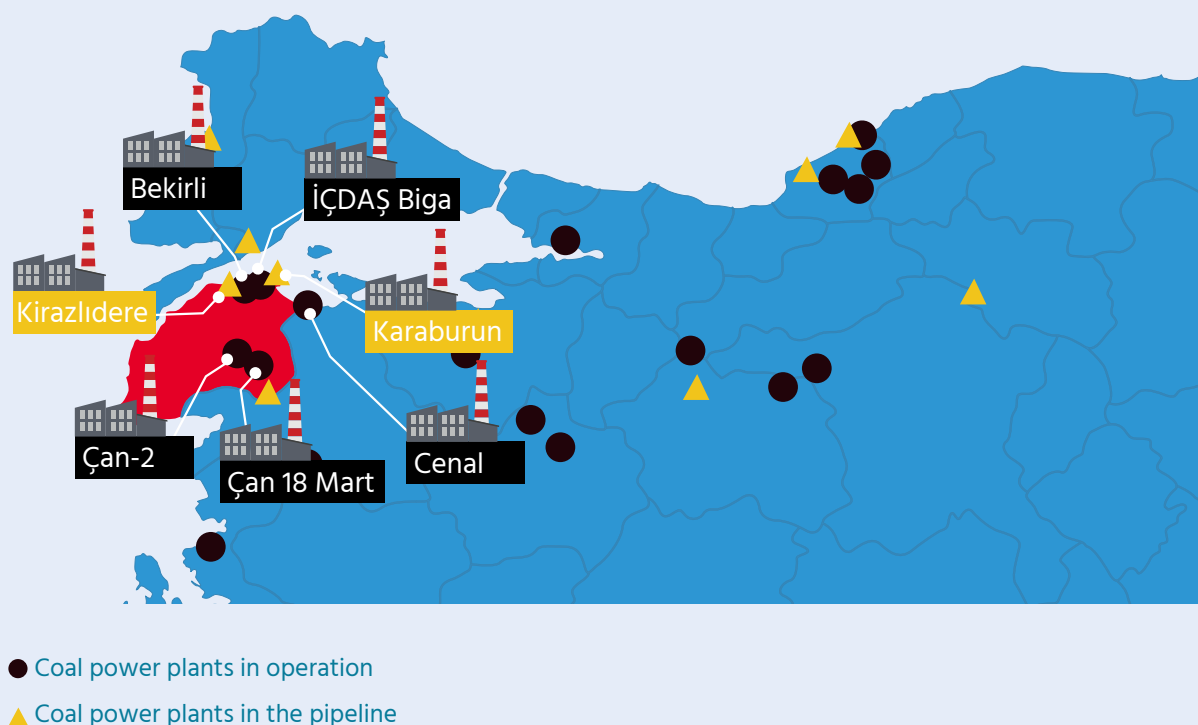 Bekirli
İÇDAŞ Biga
Kirazlıdere
Karaburun
Çan-2
Çan 18 Mart
Cenal
Coal power plants in operation
Coal power plants in the pipeline